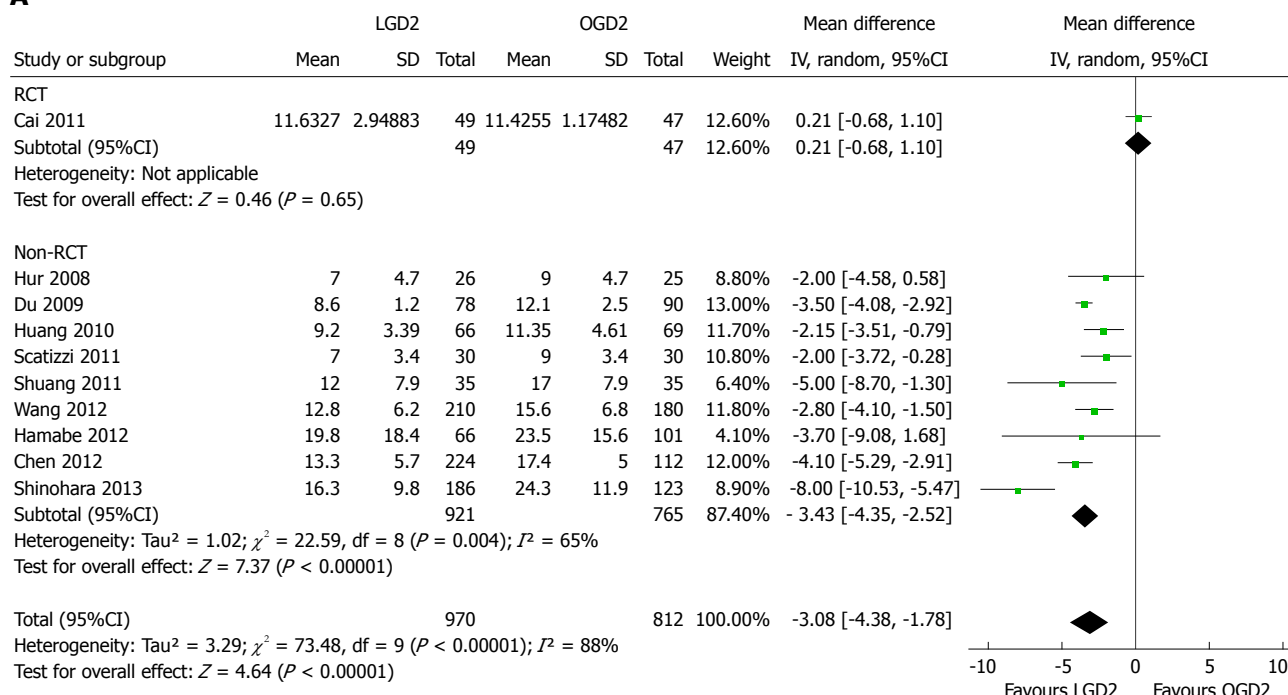 A
LGD2 OGD2 Mean difference Mean difference
Study or subgroup Mean SD Total Mean SD Total Weight IV, random, 95%CI IV, random, 95%CI
RCT
Cai 2011 11.6327 2.94883 49 11.4255 1.17482 47 12.60% 0.21 [-0.68, 1.10]
Subtotal (95%CI) 49 47 12.60% 0.21 [-0.68, 1.10]
Heterogeneity: Not applicable
Test for overall effect: Z = 0.46 (P = 0.65)
Non-RCT
Hur 2008 7 4.7 26 9 4.7 25 8.80% -2.00 [-4.58, 0.58]
Du 2009 8.6 1.2 78 12.1 2.5 90 13.00% -3.50 [-4.08, -2.92]
Huang 2010 9.2 3.39 66 11.35 4.61 69 11.70% -2.15 [-3.51, -0.79]
Scatizzi 2011 7 3.4 30 9 3.4 30 10.80% -2.00 [-3.72, -0.28]
Shuang 2011 12 7.9 35 17 7.9 35 6.40% -5.00 [-8.70, -1.30]
Wang 2012 12.8 6.2 210 15.6 6.8 180 11.80% -2.80 [-4.10, -1.50]
Hamabe 2012 19.8 18.4 66 23.5 15.6 101 4.10% -3.70 [-9.08, 1.68]
Chen 2012 13.3 5.7 224 17.4 5 112 12.00% -4.10 [-5.29, -2.91]
Shinohara 2013 16.3 9.8 186 24.3 11.9 123 8.90% -8.00 [-10.53, -5.47]
Subtotal (95%CI) 921 765 87.40% - 3.43 [-4.35, -2.52]
Heterogeneity: Tau² = 1.02; χ² = 22.59, df = 8 (P = 0.004); I² = 65%
Test for overall effect: Z = 7.37 (P < 0.00001)
Total (95%CI) 970 812 100.00% -3.08 [-4.38, -1.78]
Heterogeneity: Tau² = 3.29; χ² = 73.48, df = 9 (P < 0.00001); I² = 88%
Test for overall effect: Z = 4.64 (P < 0.00001)
-10 -5 0 5 10
Favours LGD2 Favours OGD2